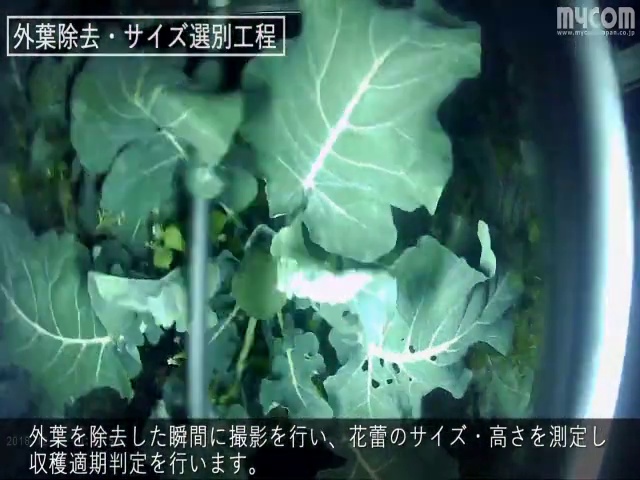 外葉除去・サイズ選別工程
mycom
外葉を除去した瞬間に撮影を行い、花蕾のサイズ・高さを測定し
収穫適期判定を行います。